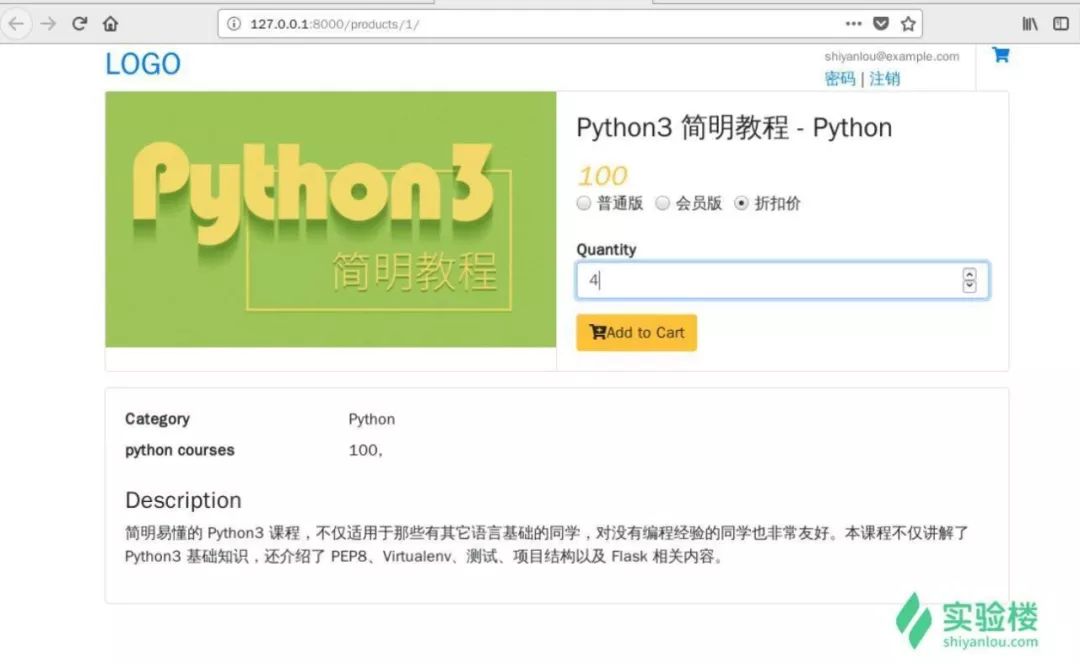 127.0.0.1:8000/products/1/
LOGO
shiyanlou@example.com
密码 | 注销
Python3
简明教程
Python3 简明教程 - Python
100
普通版 会员版 折扣价
Quantity
4
Add to Cart
Category Python
python courses 100,
Description
简明易懂的 Python3 课程，不仅适用于那些有其它语言基础的同学，对没有编程经验的同学也非常友好。本课程不仅讲解了
Python3 基础知识，还介绍了 PEP8、Virtualenv、测试、项目结构以及 Flask 相关内容。
实验楼
shiyanlou.com